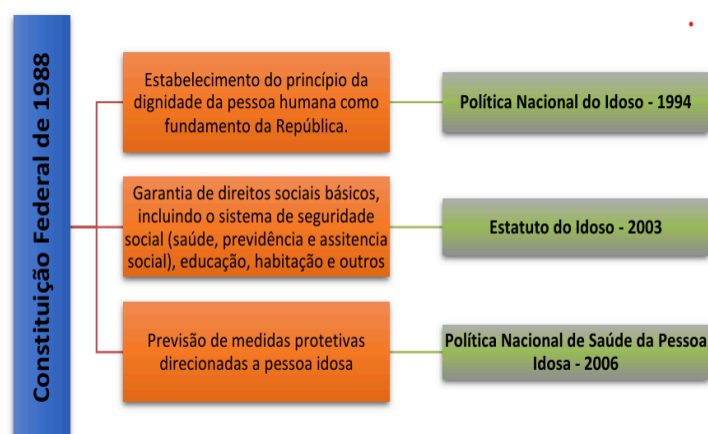 Constituição Federal de 1988
Estabelecimento do princípio da
dignidade da pessoa humana como
fundamento da República.
Política Nacional do Idoso - 1994
Garantia de direitos sociais básicos,
incluindo o sistema de seguridade
social (saúde, previdência e assitencia
social), educação, habitação e outros
Estatuto do Idoso - 2003
Previsão de medidas protetivas
direcionadas a pessoa idosa
Política Nacional de Saúde da Pessoa
Idosa - 2006